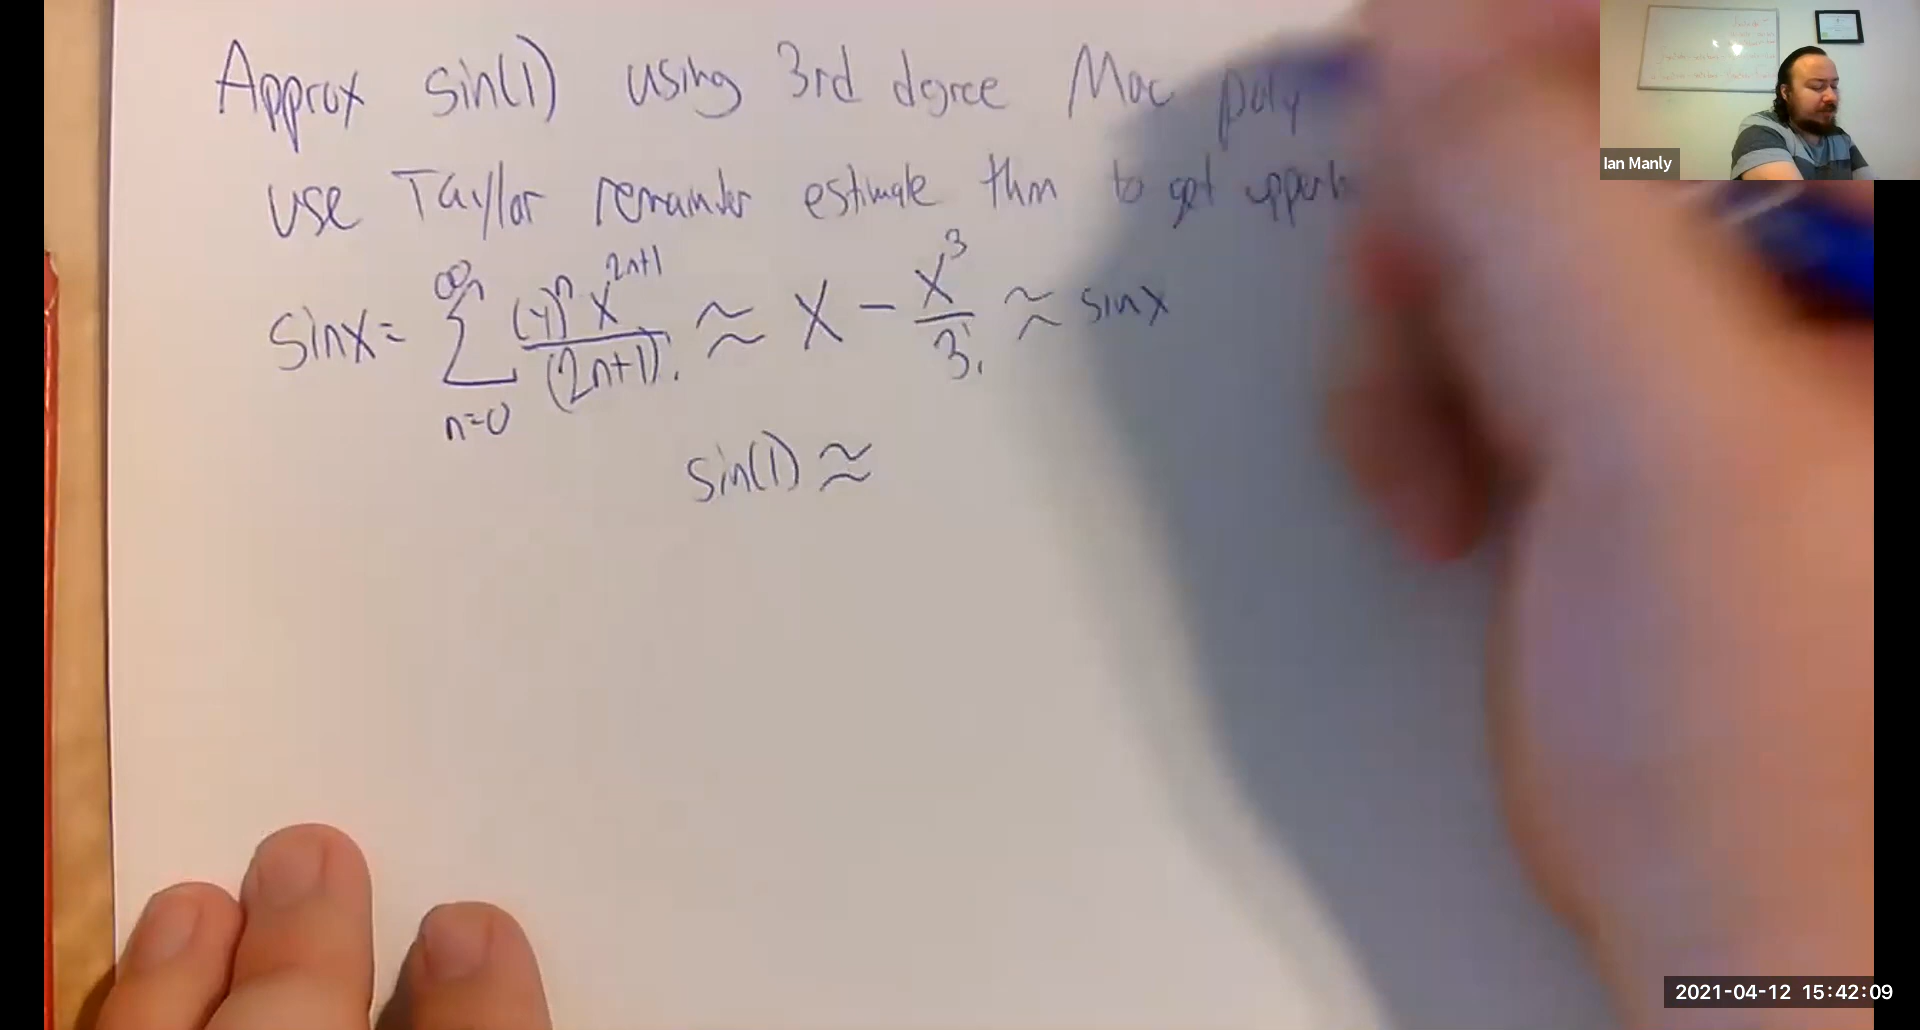 Approx sin(1) using 3rd degree Mac poly
use Taylor remainder estimate thm to get upperb
sinx = ∞ Σ n=0 (-1)^n x^(2n+1) / (2n+1)! ≈ x - x^3/3! ≈ sinx
sin(1) ≈
Ian Manly
2021-04-12 15:42:09